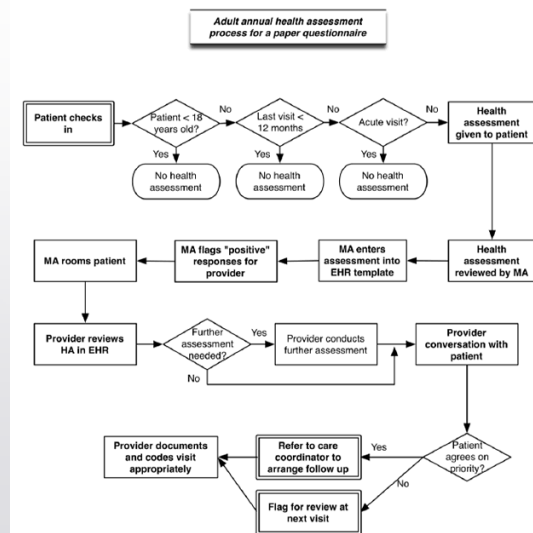 Adult annual health assessment
process for a paper questionnaire
Patient checks
in
Patient < 18
years old?
No
Yes
No health
assessment
Last visit <
12 months
No
Yes
No health
assessment
Acute visit?
No
Yes
No health
assessment
Health
assessment
given to patient
Health
assessment
reviewed by MA
MA enters
assessment into
EHR template
MA flags "positive"
responses for
provider
MA rooms patient
Provider reviews
HA in EHR
Further
assessment
needed?
Yes
No
Provider conducts
further assessment
Provider
conversation with
patient
Patient
agrees on
priority?
Yes
No
Refer to care
coordinator to
arrange follow up
Flag for review at
next visit
Provider documents
and codes visit
appropriately